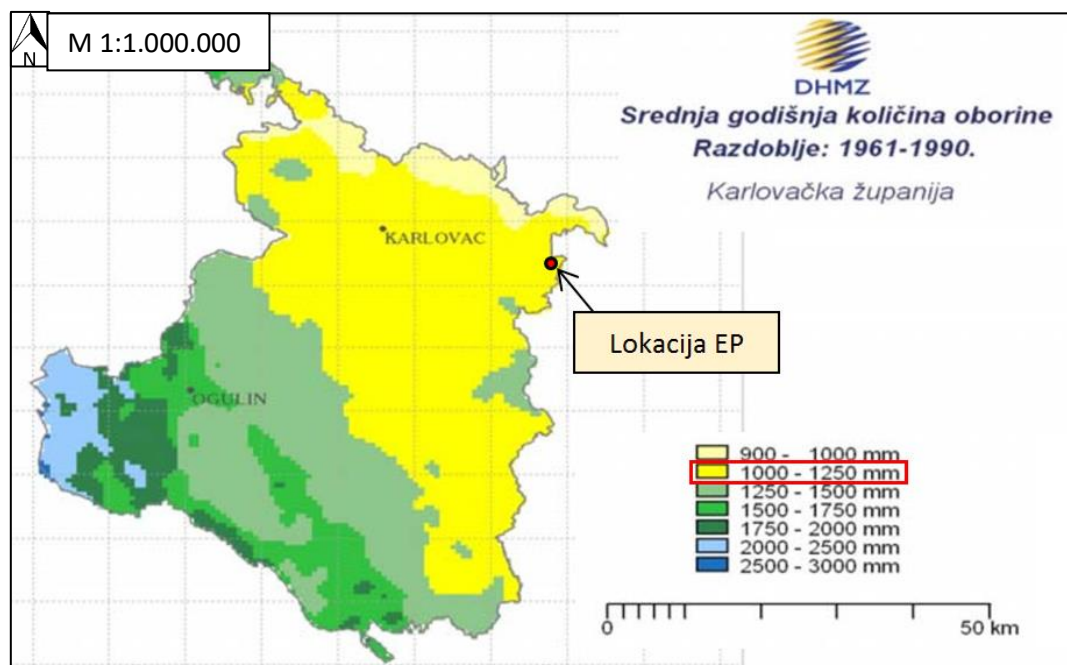 N
M 1:1.000.000
DHMZ
Srednja godišnja količina oborine
Razdoblje: 1961-1990.
Karlovačka županija
KARLOVAC
Lokacija EP
OGULIN
900 - 1000 mm
1000 - 1250 mm
1250 - 1500 mm
1500 - 1750 mm
1750 - 2000 mm
2000 - 2500 mm
2500 - 3000 mm
0 50 km